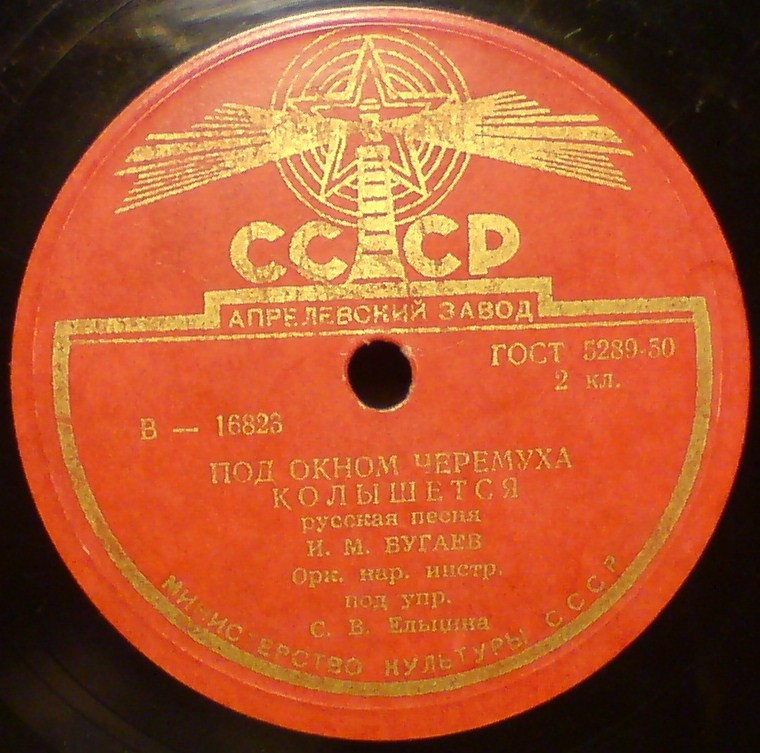 СССР
АПРЕЛЕВСКИЙ ЗАВОД
ГОСТ 5289-50
2 кл.
В — 16823
ПОД ОКНОМ ЧЕРЕМУХА
КОЛЫШЕТСЯ
русская песня
И. М. БУГАЕВ
Орк. нар. инстр.
под упр.
С. В. Ельцина
МИНИСТЕРСТВО КУЛЬТУРЫ СССР